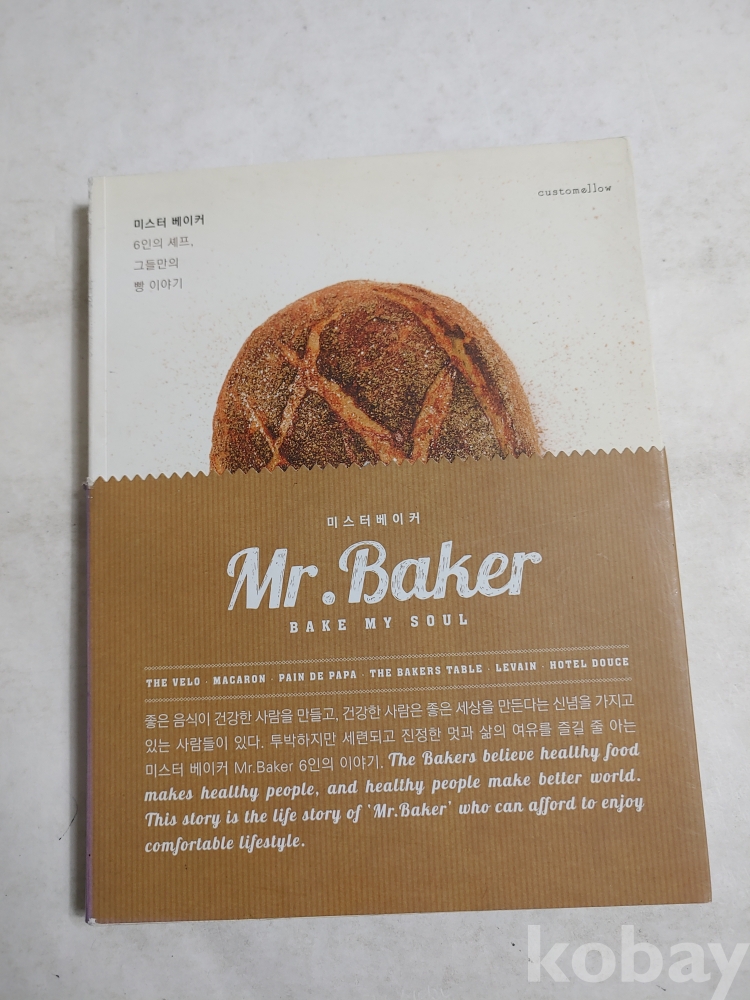 customellow
미스터 베이커
6인의 셰프,
그들만의
빵 이야기
미스터베이커
Mr.Baker
BAKE MY SOUL
THE VELO · MACARON · PAIN DE PAPA · THE BAKERS TABLE · LEVAIN · HOTEL DOUCE
좋은 음식이 건강한 사람을 만들고, 건강한 사람은 좋은 세상을 만든다는 신념을 가지고
있는 사람들이 있다. 투박하지만 세련되고 진정한 멋과 삶의 여유를 즐길 줄 아는
미스터 베이커 Mr.Baker 6인의 이야기. The Bakers believe healthy food
makes healthy people, and healthy people make better world.
This story is the life story of 'Mr.Baker' who can afford to enjoy
comfortable lifestyle.
kobay